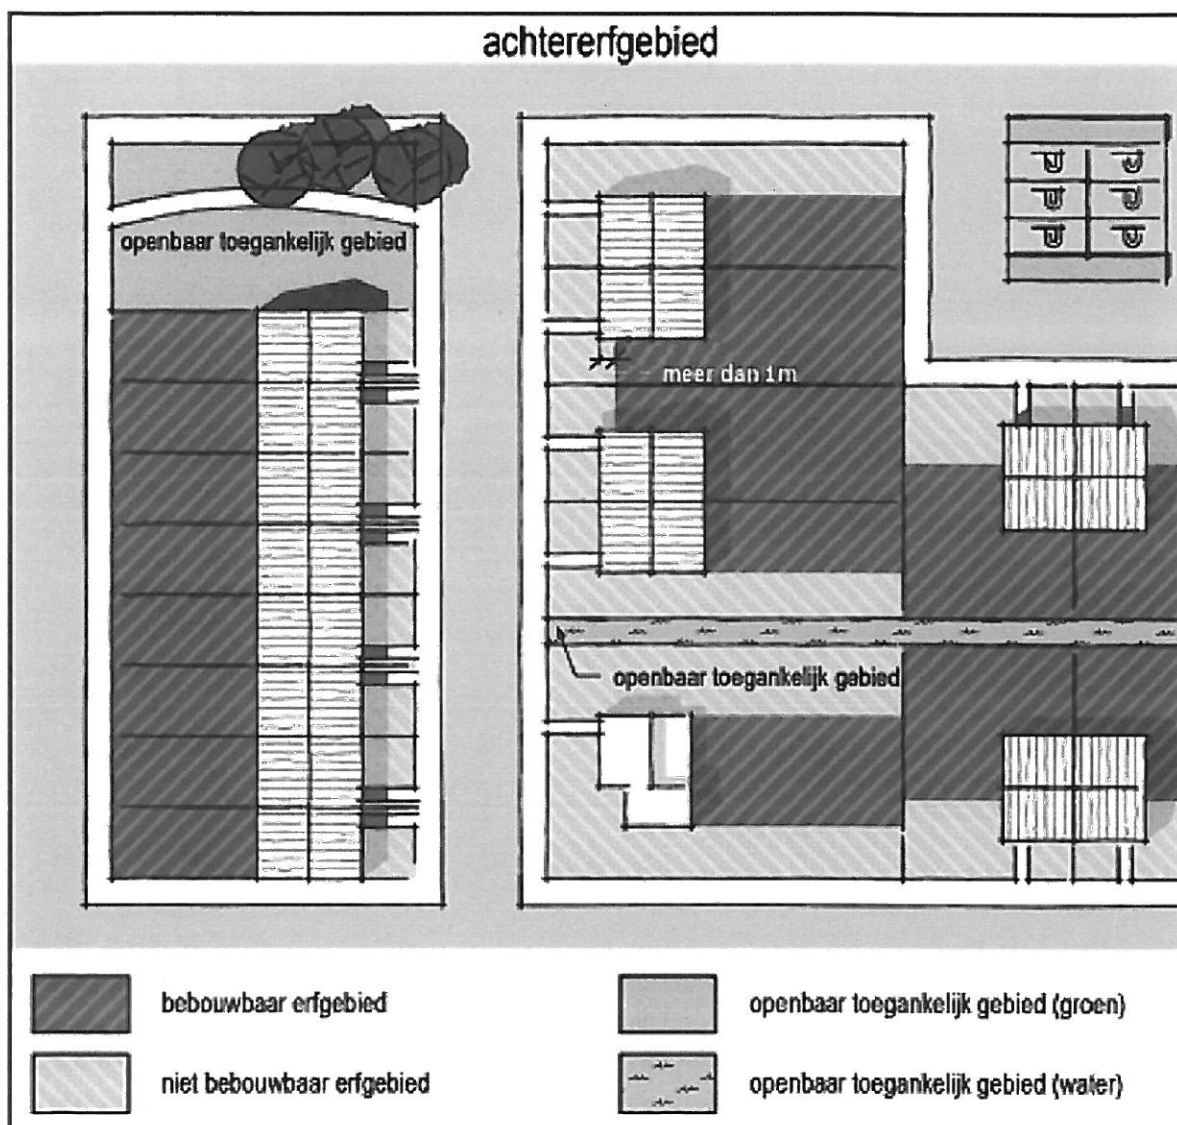 achtererfgebied
openbaar toegankelijk gebied
meer dan 1m
openbaar toegankelijk gebied
bebouwbaar erfgebied
openbaar toegankelijk gebied (groen)
niet bebouwbaar erfgebied
openbaar toegankelijk gebied (water)